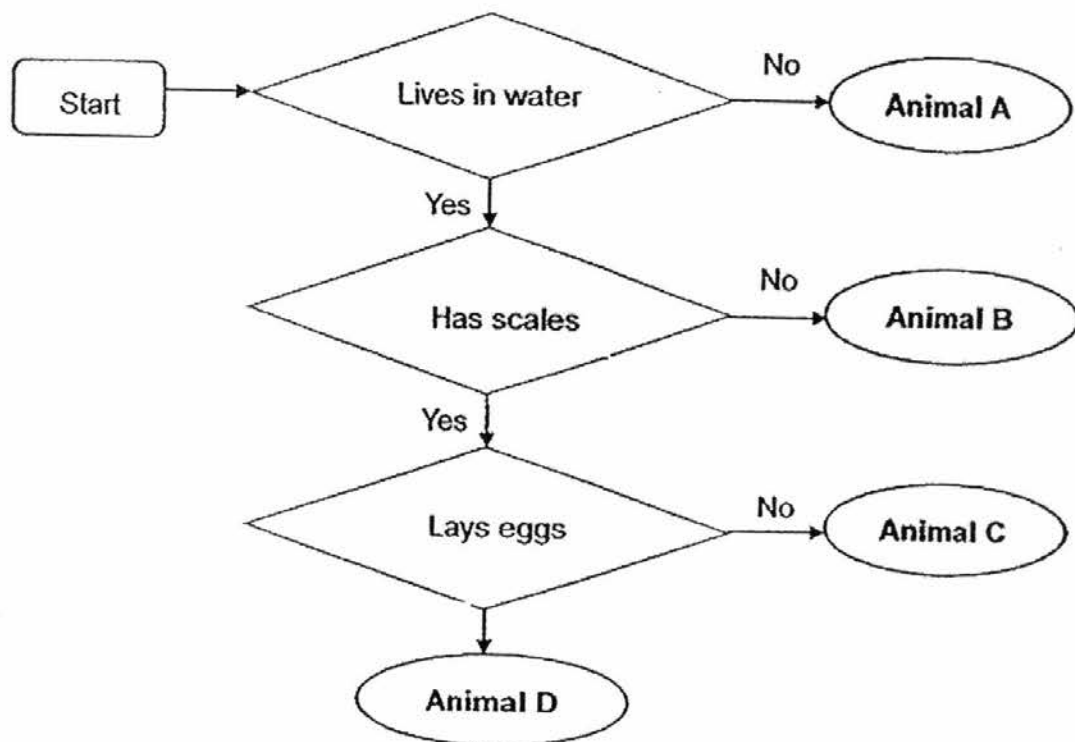 Start
Lives in water
No
Animal A
Yes
Has scales
No
Animal B
Yes
Lays eggs
No
Animal C
Animal D